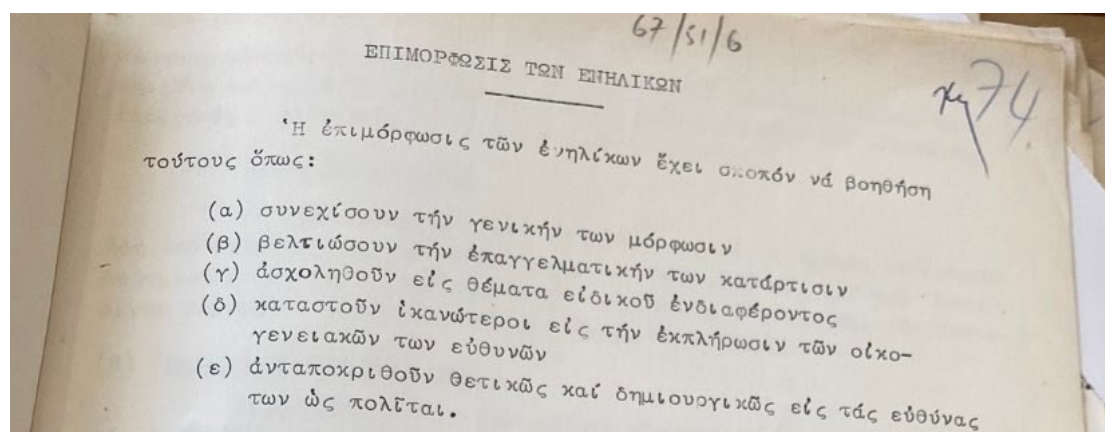 67/51/6
74
ΕΠΙΜΟΡΦΩΣΙΣ ΤΩΝ ΕΝΗΛΙΚΩΝ
Ἡ ἐπιμόρφωσις τῶν ἐνηλίκων ἔχει σκοπόν νά βοηθήση
τούτους ὅπως:
(α) συνεχίσουν τήν γενικήν των μόρφωσιν
(β) βελτιώσουν τήν ἐπαγγελματικήν των κατάρτισιν
(γ) ἀσχοληθοῦν εἰς θέματα εἰδικοῦ ἐνδιαφέροντος
(δ) καταστοῦν ἱκανώτεροι εἰς τήν ἐκπλήρωσιν τῶν οἰκο-
γενειακῶν των εὐθυνῶν
(ε) ἀνταποκριθοῦν θετικῶς καί δημιουργικῶς εἰς τάς εὐθύνας
των ὡς πολῖται.